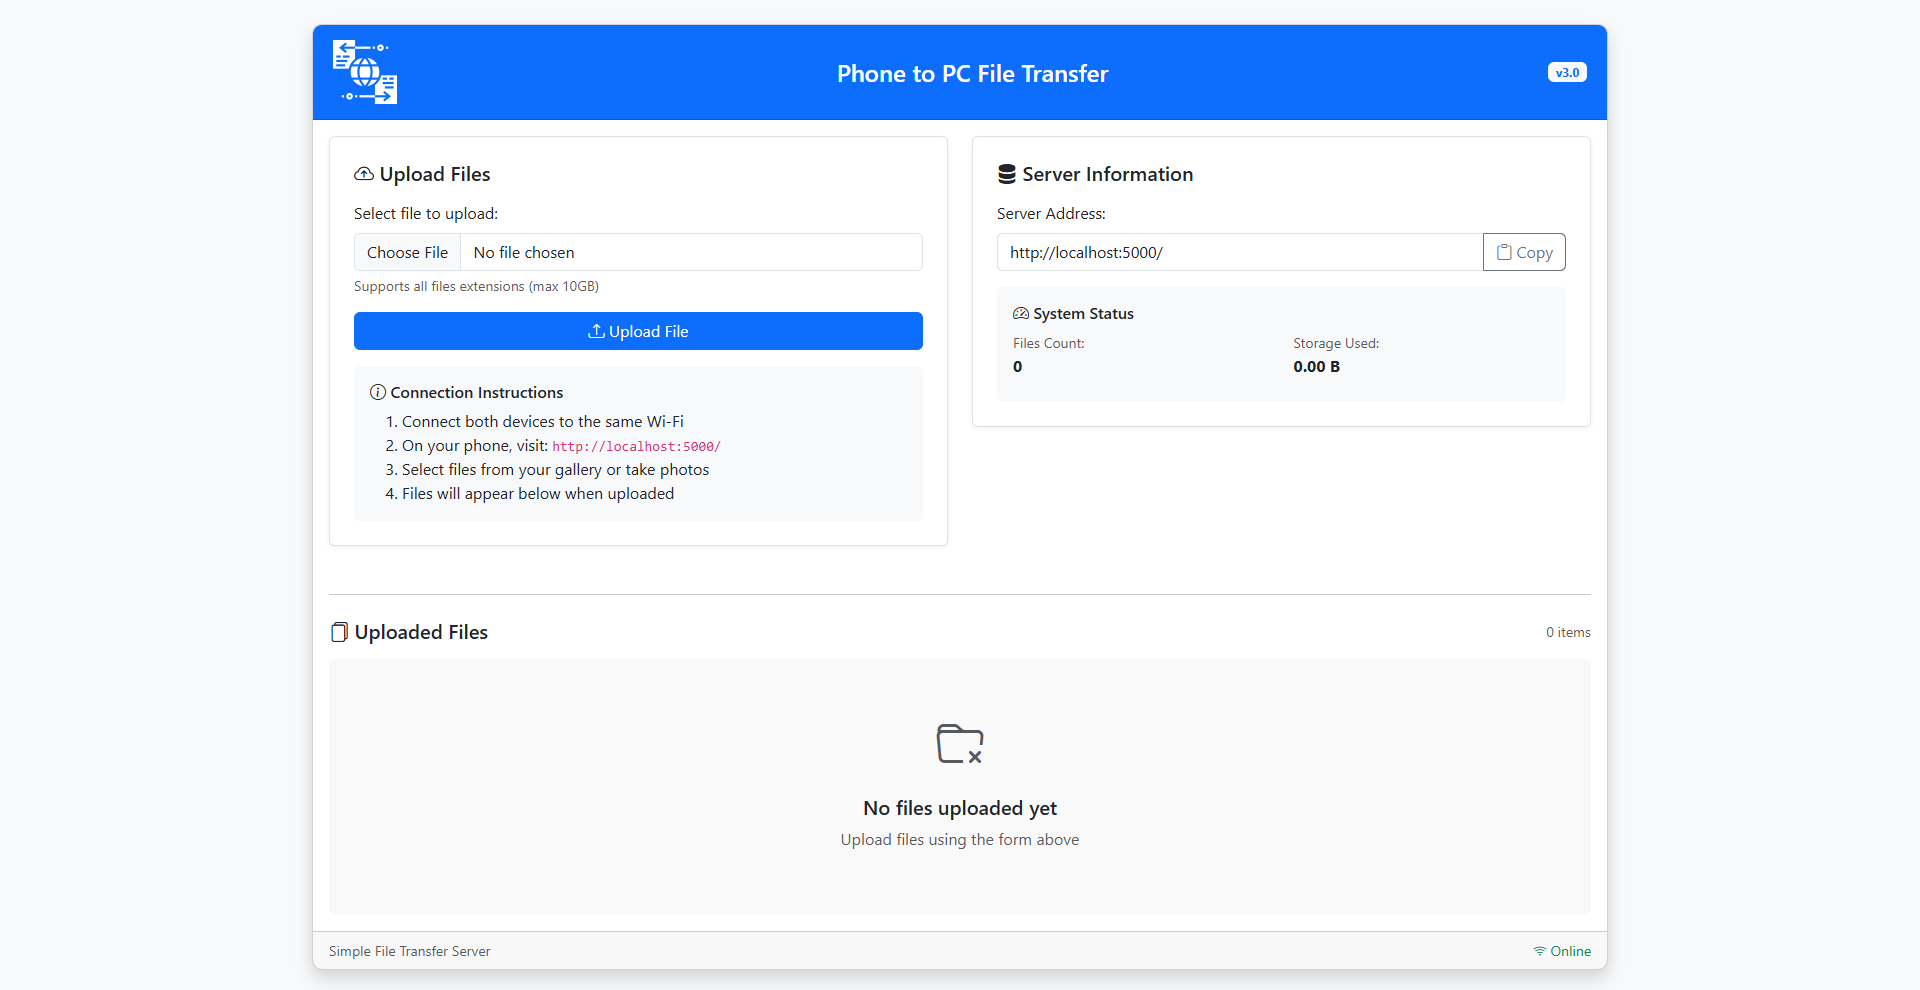 Phone to PC File Transfer
v3.0
Upload Files
Select file to upload:
Choose File No file chosen
Supports all files extensions (max 10GB)
Upload File
Connection Instructions
1. Connect both devices to the same Wi-Fi
2. On your phone, visit: http://localhost:5000/
3. Select files from your gallery or take photos
4. Files will appear below when uploaded
Server Information
Server Address:
http://localhost:5000/ Copy
System Status
Files Count:
0
Storage Used:
0.00 B
Uploaded Files
0 items
No files uploaded yet
Upload files using the form above
Simple File Transfer Server
Online